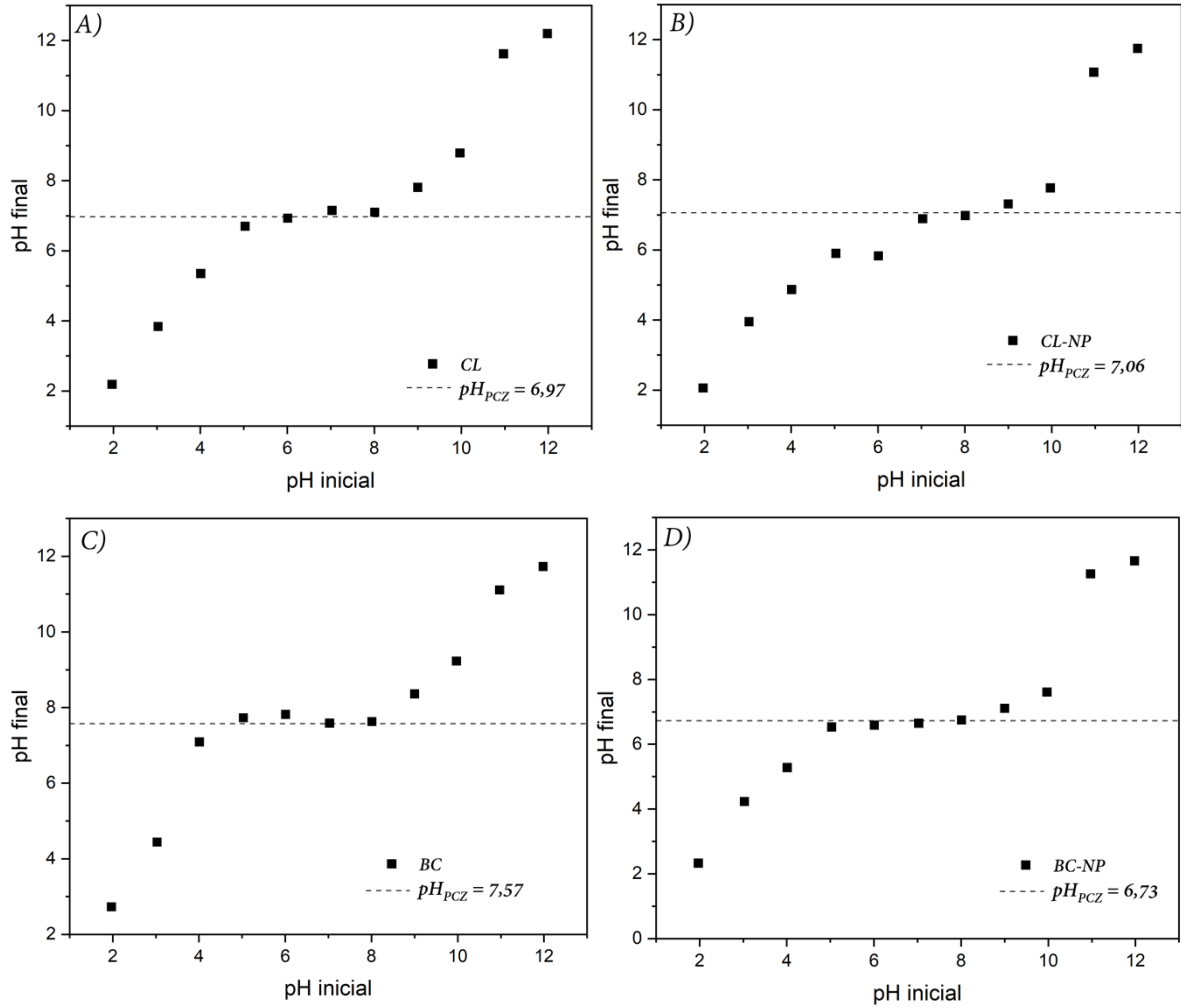 A)
12
10
8
6
4
2
pH final
CL
pH_PCZ = 6,97
2 4 6 8 10 12
pH inicial
B)
12
10
8
6
4
2
pH final
CL-NP
pH_PCZ = 7,06
2 4 6 8 10 12
pH inicial
C)
12
10
8
6
4
2
pH final
BC
pH_PCZ = 7,57
2 4 6 8 10 12
pH inicial
D)
12
10
8
6
4
2
0
pH final
BC-NP
pH_PCZ = 6,73
2 4 6 8 10 12
pH inicial